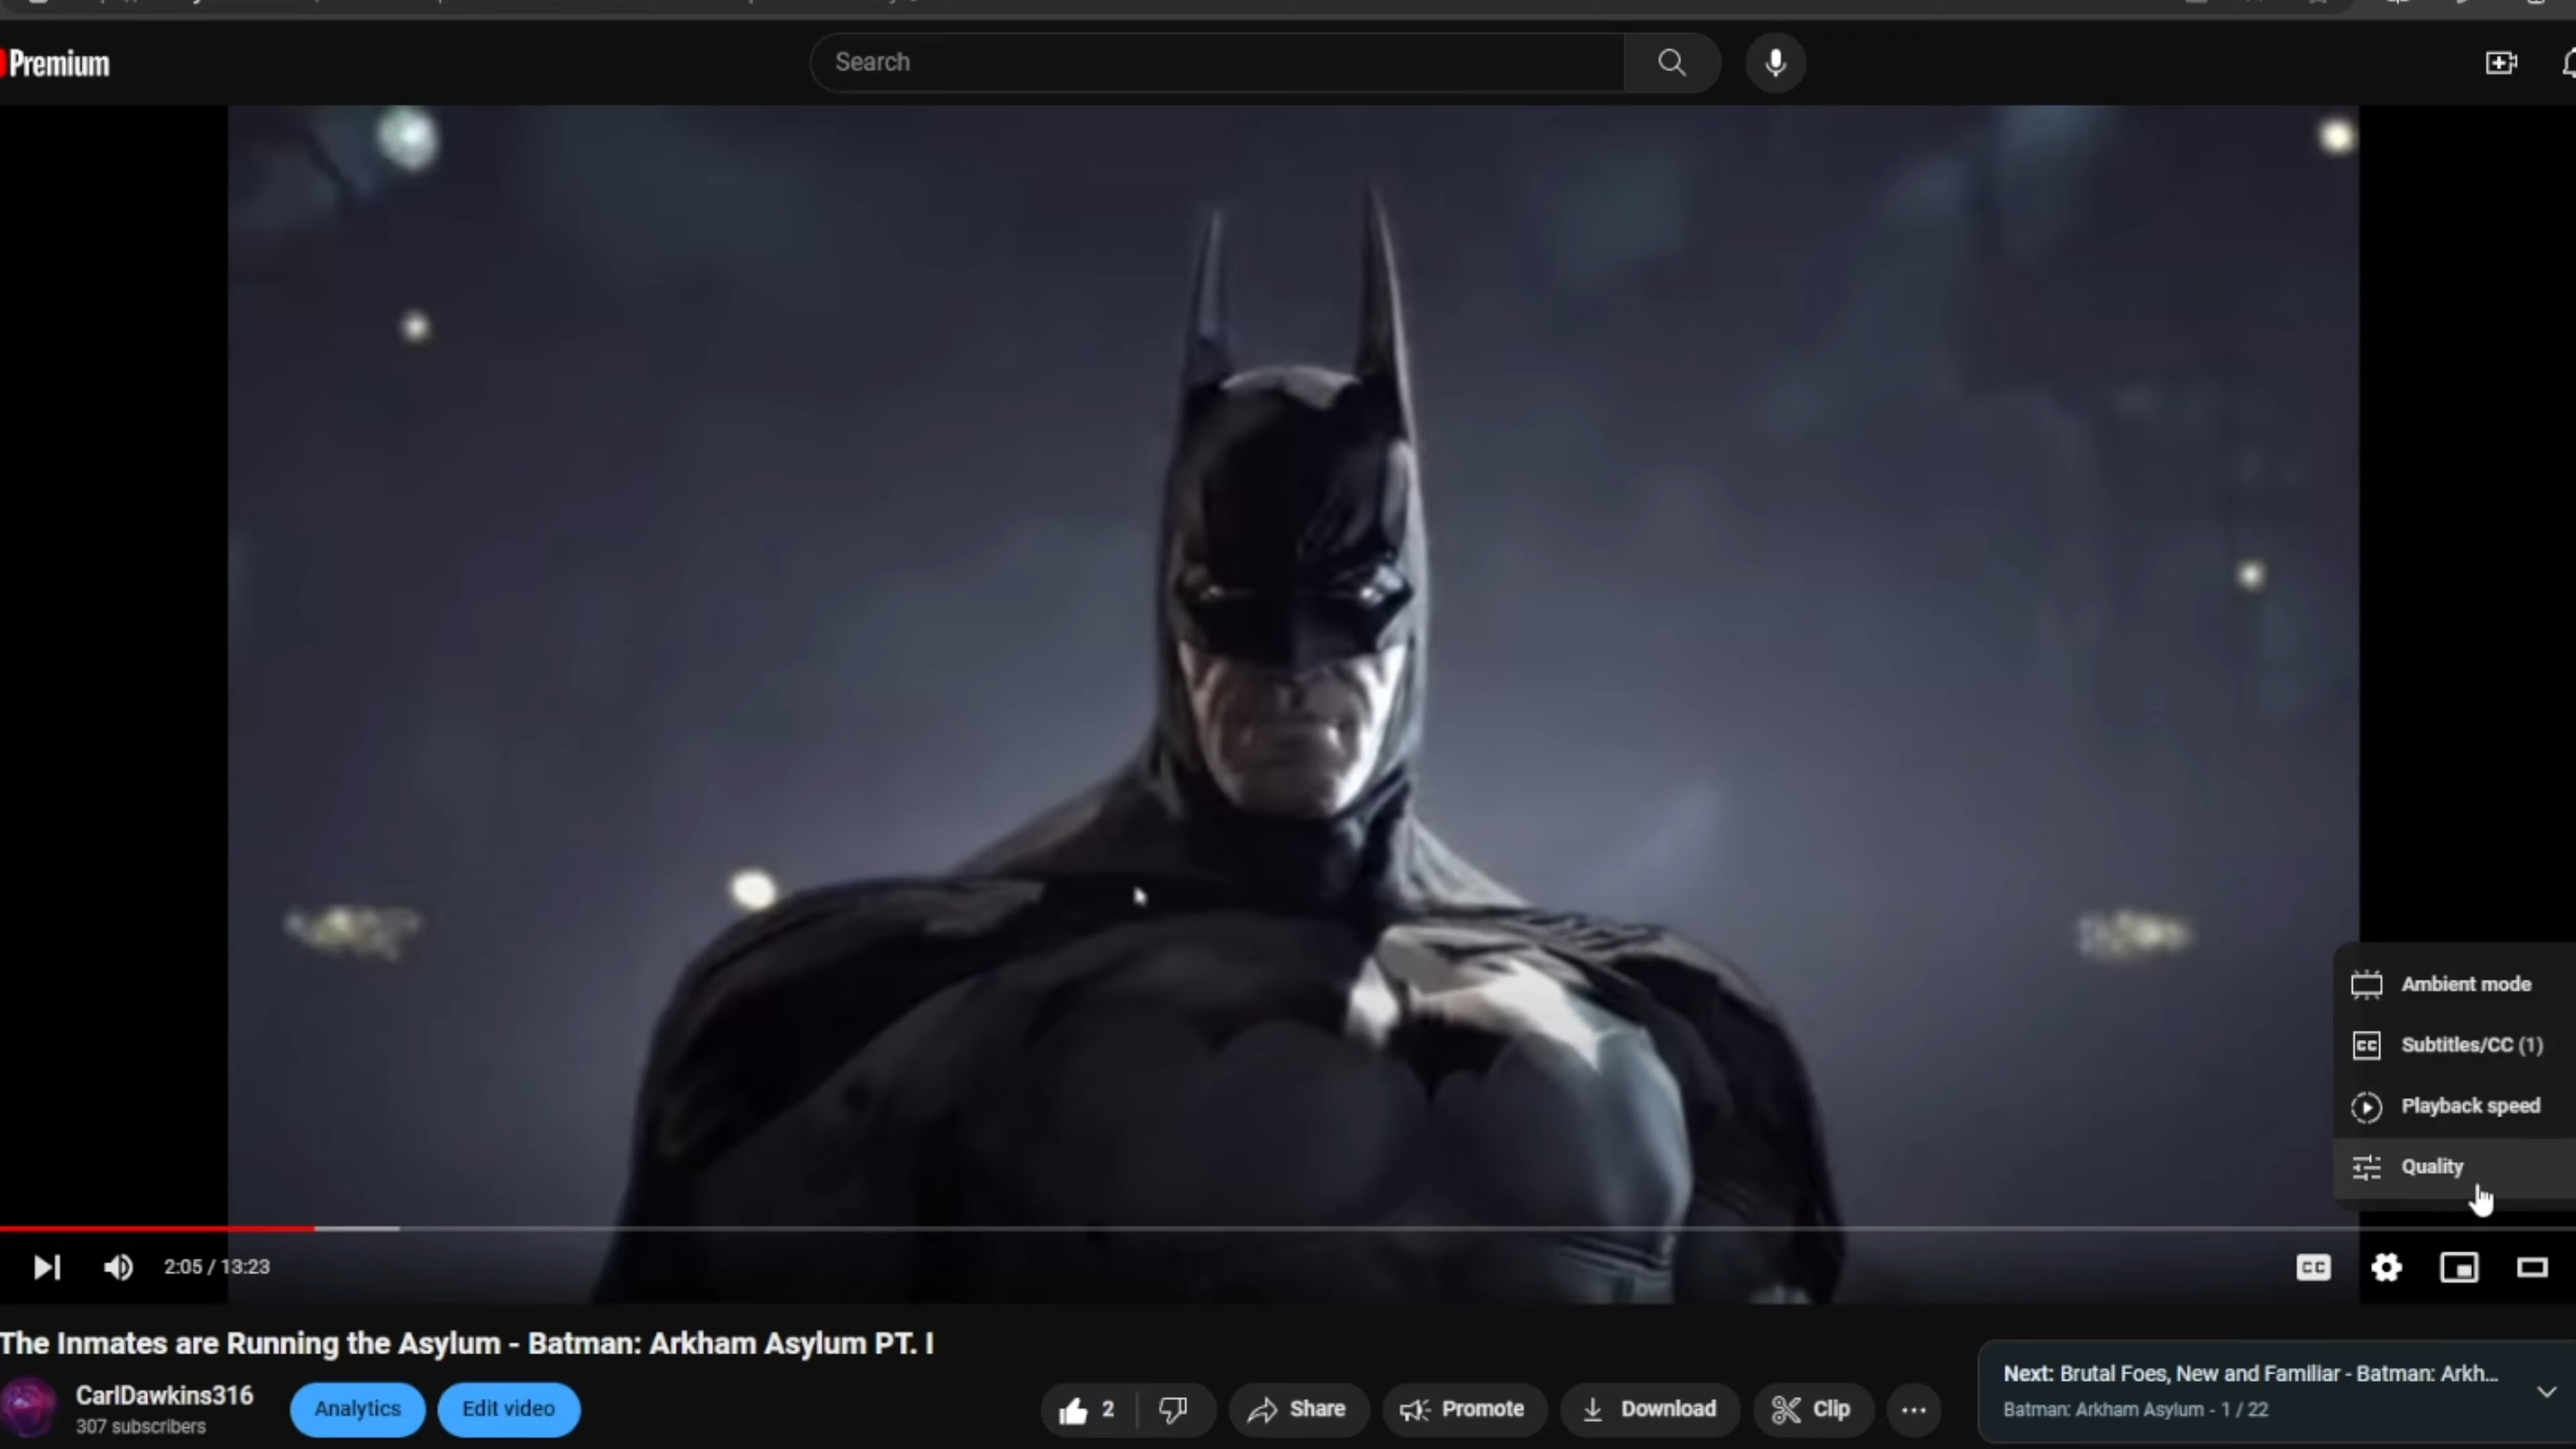 Premium
Search
Ambient mode
Subtitles/CC (1)
Playback speed
Quality
2:05 / 13:23
CC
The Inmates are Running the Asylum - Batman: Arkham Asylum PT. I
CarlDawkins316
307 subscribers
Analytics
Edit video
2
Share
Promote
Download
Clip
Next: Brutal Foes, New and Familiar - Batman: Arkh...
Batman: Arkham Asylum - 1 / 22